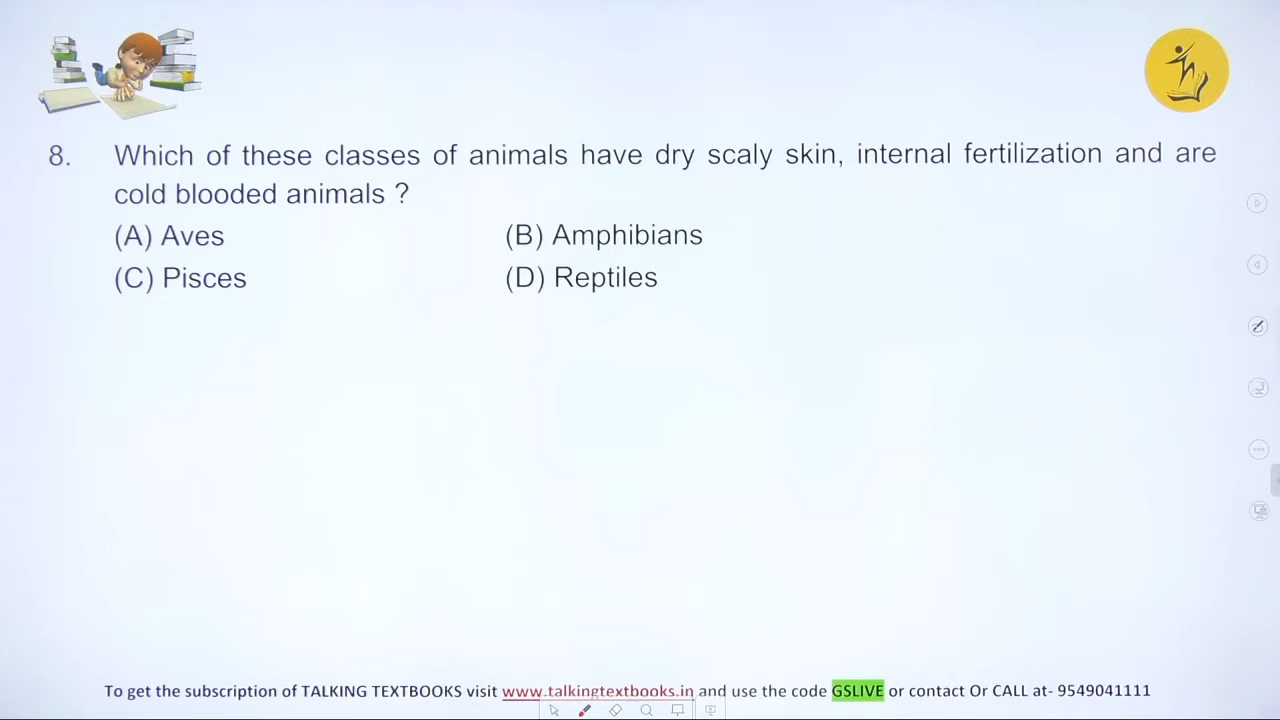 8. Which of these classes of animals have dry scaly skin, internal fertilization and are
cold blooded animals ?
(A) Aves (B) Amphibians
(C) Pisces (D) Reptiles
To get the subscription of TALKING TEXTBOOKS visit www.talkingtextbooks.in and use the code GSLIVE or contact Or CALL at- 9549041111